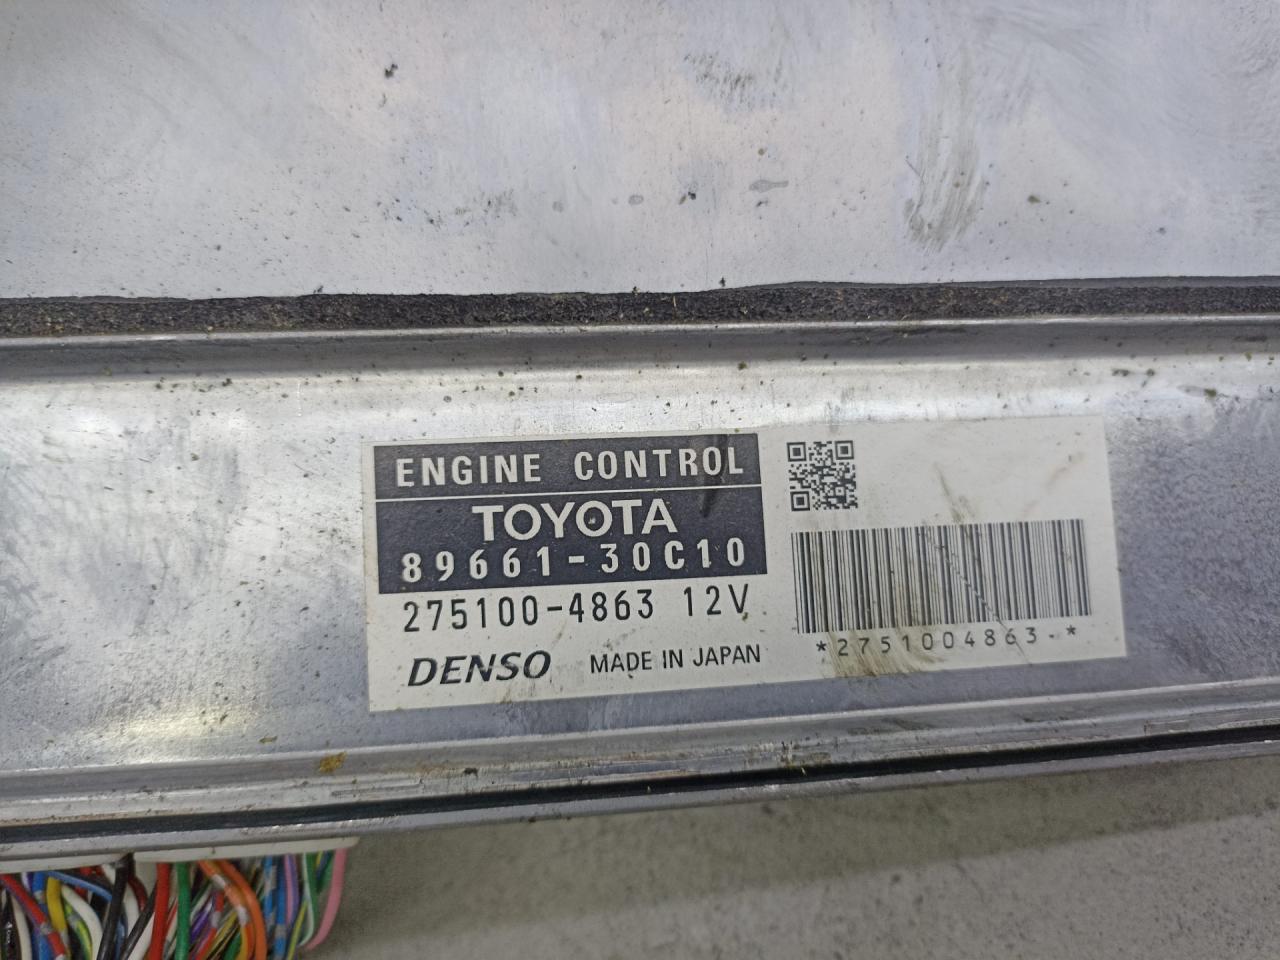 ENGINE CONTROL
TOYOTA
89661-30C10
275100-4863 12V
DENSO MADE IN JAPAN
*2751004863-*